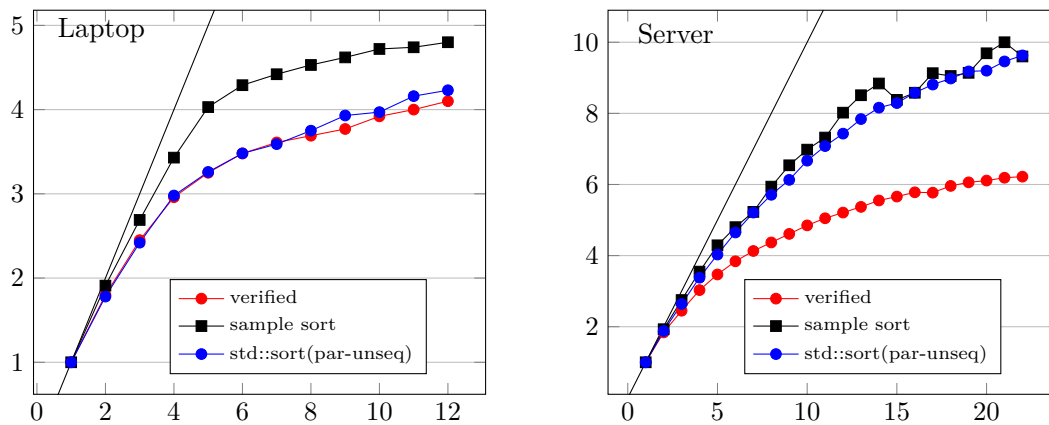 Laptop
5
4
3
2
1
verified
sample sort
std::sort(par-unseq)
0 2 4 6 8 10 12
Server
10
8
6
4
2
verified
sample sort
std::sort(par-unseq)
0 5 10 15 20